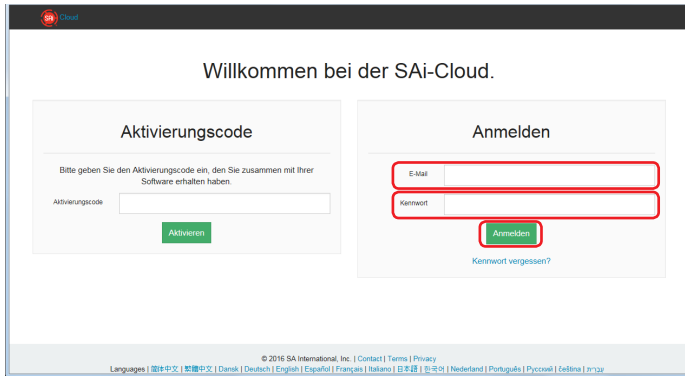 SAi Cloud
Willkommen bei der SAi-Cloud.
Aktivierungscode
Bitte geben Sie den Aktivierungscode ein, den Sie zusammen mit Ihrer
Software erhalten haben.
Aktivierungscode
Aktivieren
Anmelden
E-Mail
Kennwort
Anmelden
Kennwort vergessen?
© 2016 SA International, Inc. | Contact | Terms | Privacy
Languages | 简体中文 | 繁體中文 | Dansk | Deutsch | English | Español | Français | Italiano | 日本語 | 한국어 | Nederland | Português | Русский | čeština | עברית